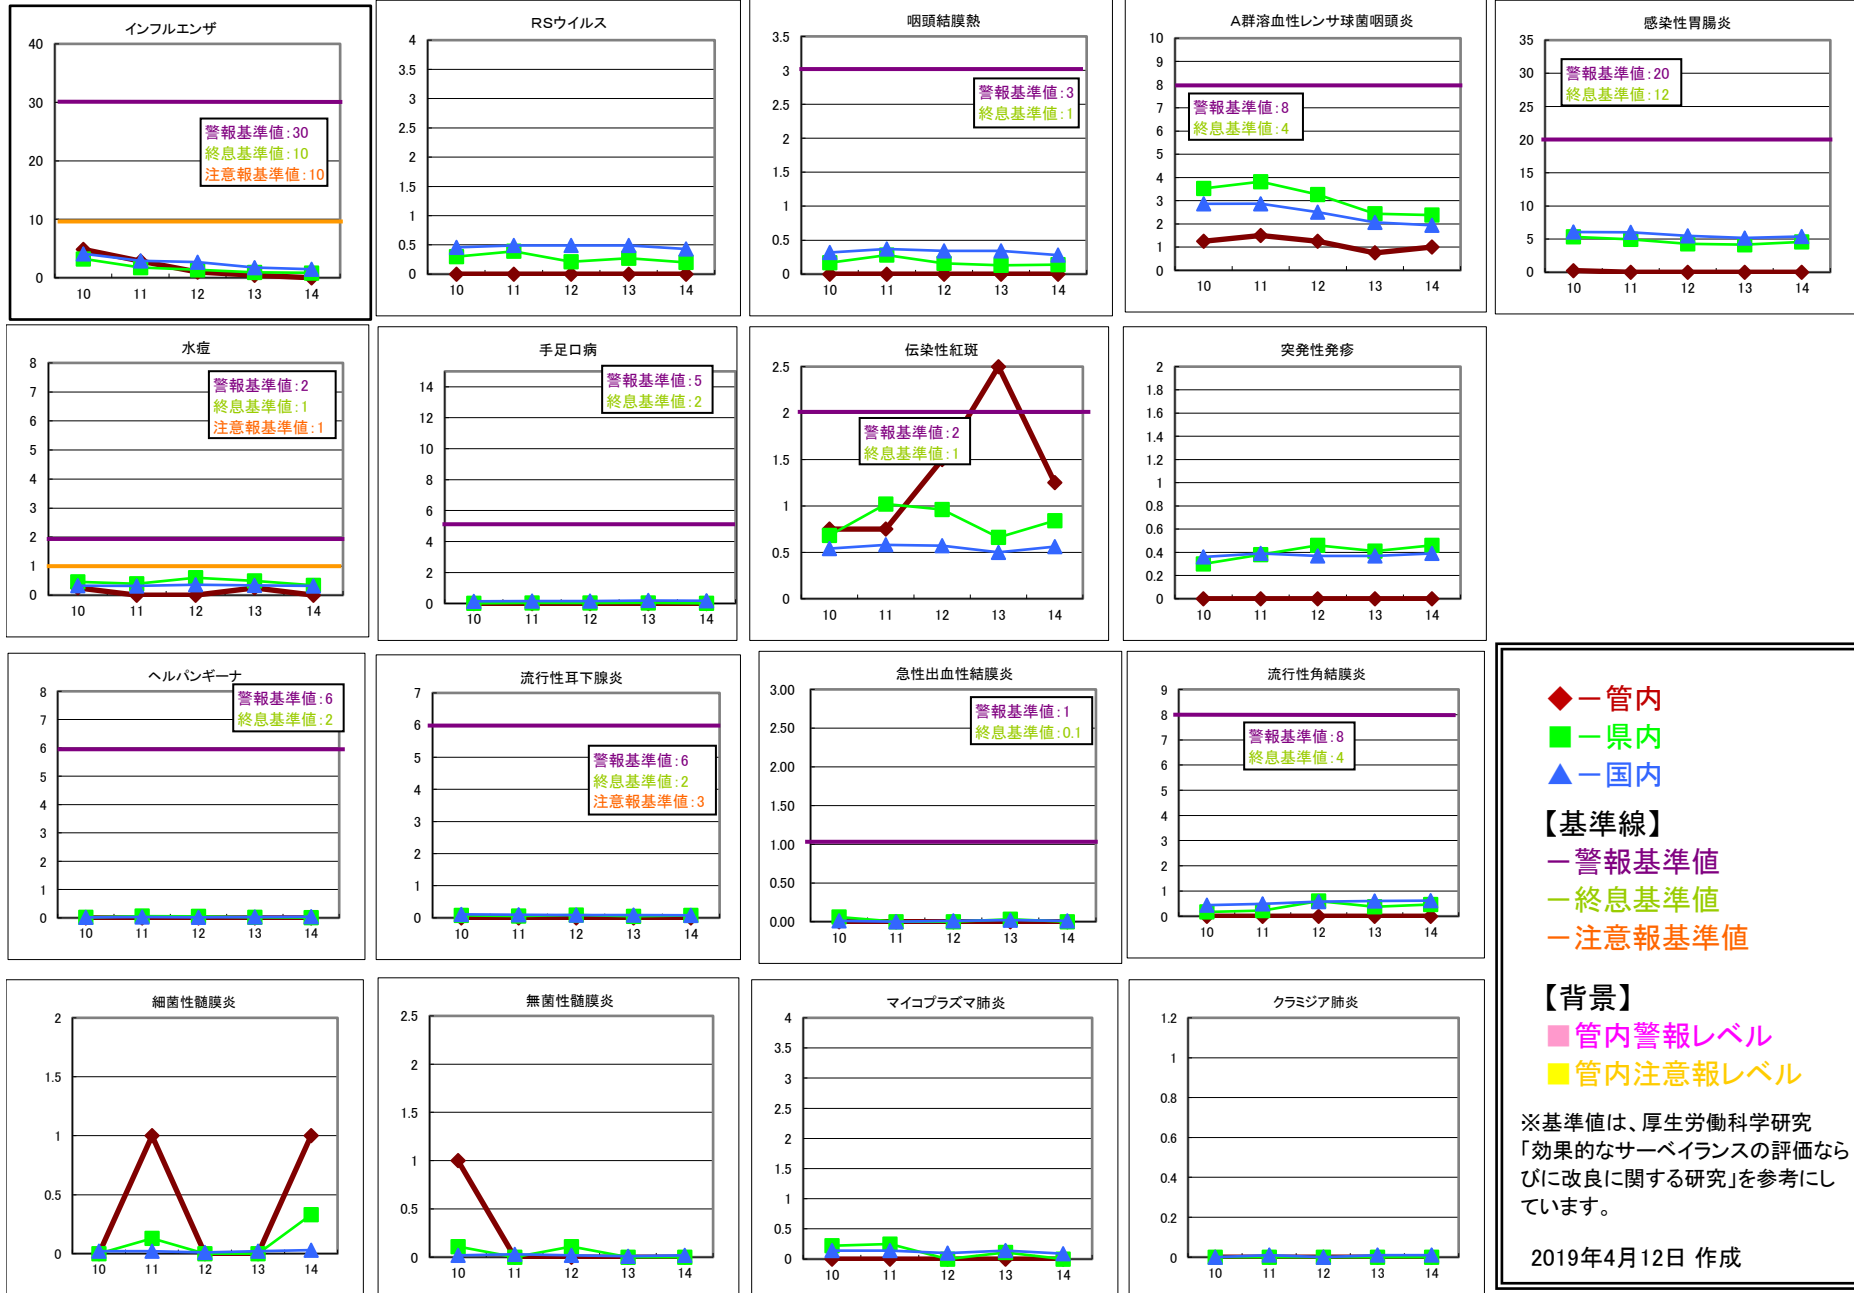 インフルエンザ
40
30
20
10
0
警報基準値:30
終息基準値:10
注意報基準値:10
10 11 12 13 14
RSウイルス
4
3.5
3
2.5
2
1.5
1
0.5
0
10 11 12 13 14
咽頭結膜熱
3.5
3
2.5
2
1.5
1
0.5
0
警報基準値:3
終息基準値:1
10 11 12 13 14
A群溶血性レンサ球菌咽頭炎
10
9
8
7
6
5
4
3
2
1
0
警報基準値:8
終息基準値:4
10 11 12 13 14
感染性胃腸炎
35
30
25
20
15
10
5
0
警報基準値:20
終息基準値:12
10 11 12 13 14
水痘
8
7
6
5
4
3
2
1
0
警報基準値:2
終息基準値:1
注意報基準値:1
10 11 12 13 14
手足口病
14
12
10
8
6
4
2
0
警報基準値:5
終息基準値:2
10 11 12 13 14
伝染性紅斑
2.5
2
1.5
1
0.5
0
警報基準値:2
終息基準値:1
10 11 12 13 14
突発性発疹
2
1.8
1.6
1.4
1.2
1
0.8
0.6
0.4
0.2
0
10 11 12 13 14
ヘルパンギーナ
8
7
6
5
4
3
2
1
0
警報基準値:6
終息基準値:2
10 11 12 13 14
流行性耳下腺炎
7
6
5
4
3
2
1
0
警報基準値:6
終息基準値:2
注意報基準値:3
10 11 12 13 14
急性出血性結膜炎
3.00
2.50
2.00
1.50
1.00
0.50
0.00
警報基準値:1
終息基準値:0.1
10 11 12 13 14
流行性角結膜炎
9
8
7
6
5
4
3
2
1
0
警報基準値:8
終息基準値:4
10 11 12 13 14
細菌性髄膜炎
2
1.5
1
0.5
0
10 11 12 13 14
無菌性髄膜炎
2.5
2
1.5
1
0.5
0
10 11 12 13 14
マイコプラズマ肺炎
4
3.5
3
2.5
2
1.5
1
0.5
0
10 11 12 13 14
クラミジア肺炎
1.2
1
0.8
0.6
0.4
0.2
0
10 11 12 13 14
◆－管内
■－県内
▲－国内
【基準線】
－警報基準値
－終息基準値
－注意報基準値
【背景】
■管内警報レベル
■管内注意報レベル
※基準値は、厚生労働科学研究
「効果的なサーベイランスの評価なら
びに改良に関する研究」を参考にし
ています。
2019年4月12日 作成